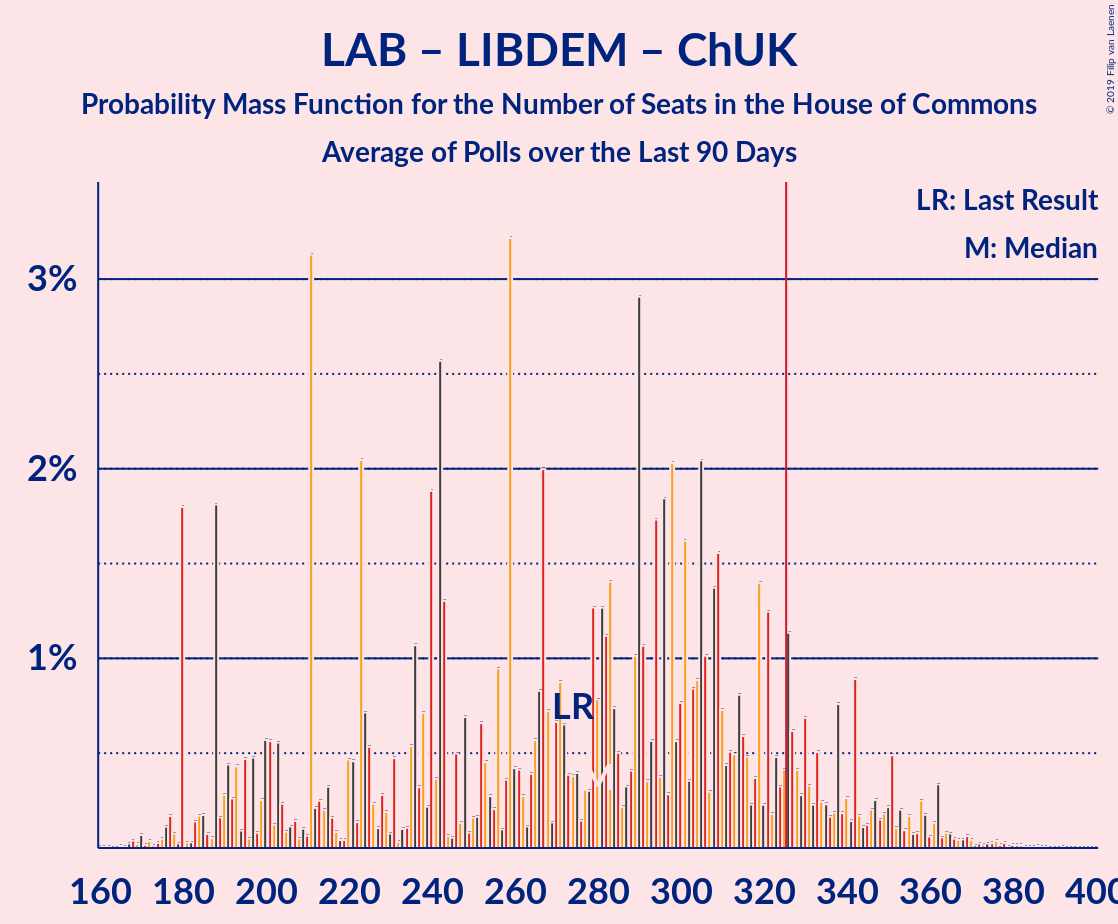 LAB – LIBDEM – ChUK
Probability Mass Function for the Number of Seats in the House of Commons
Average of Polls over the Last 90 Days
© 2019 Filip van Laenen
LR: Last Result
M: Median
3%
2%
1%
LR
M
160 180 200 220 240 260 280 300 320 340 360 380 400